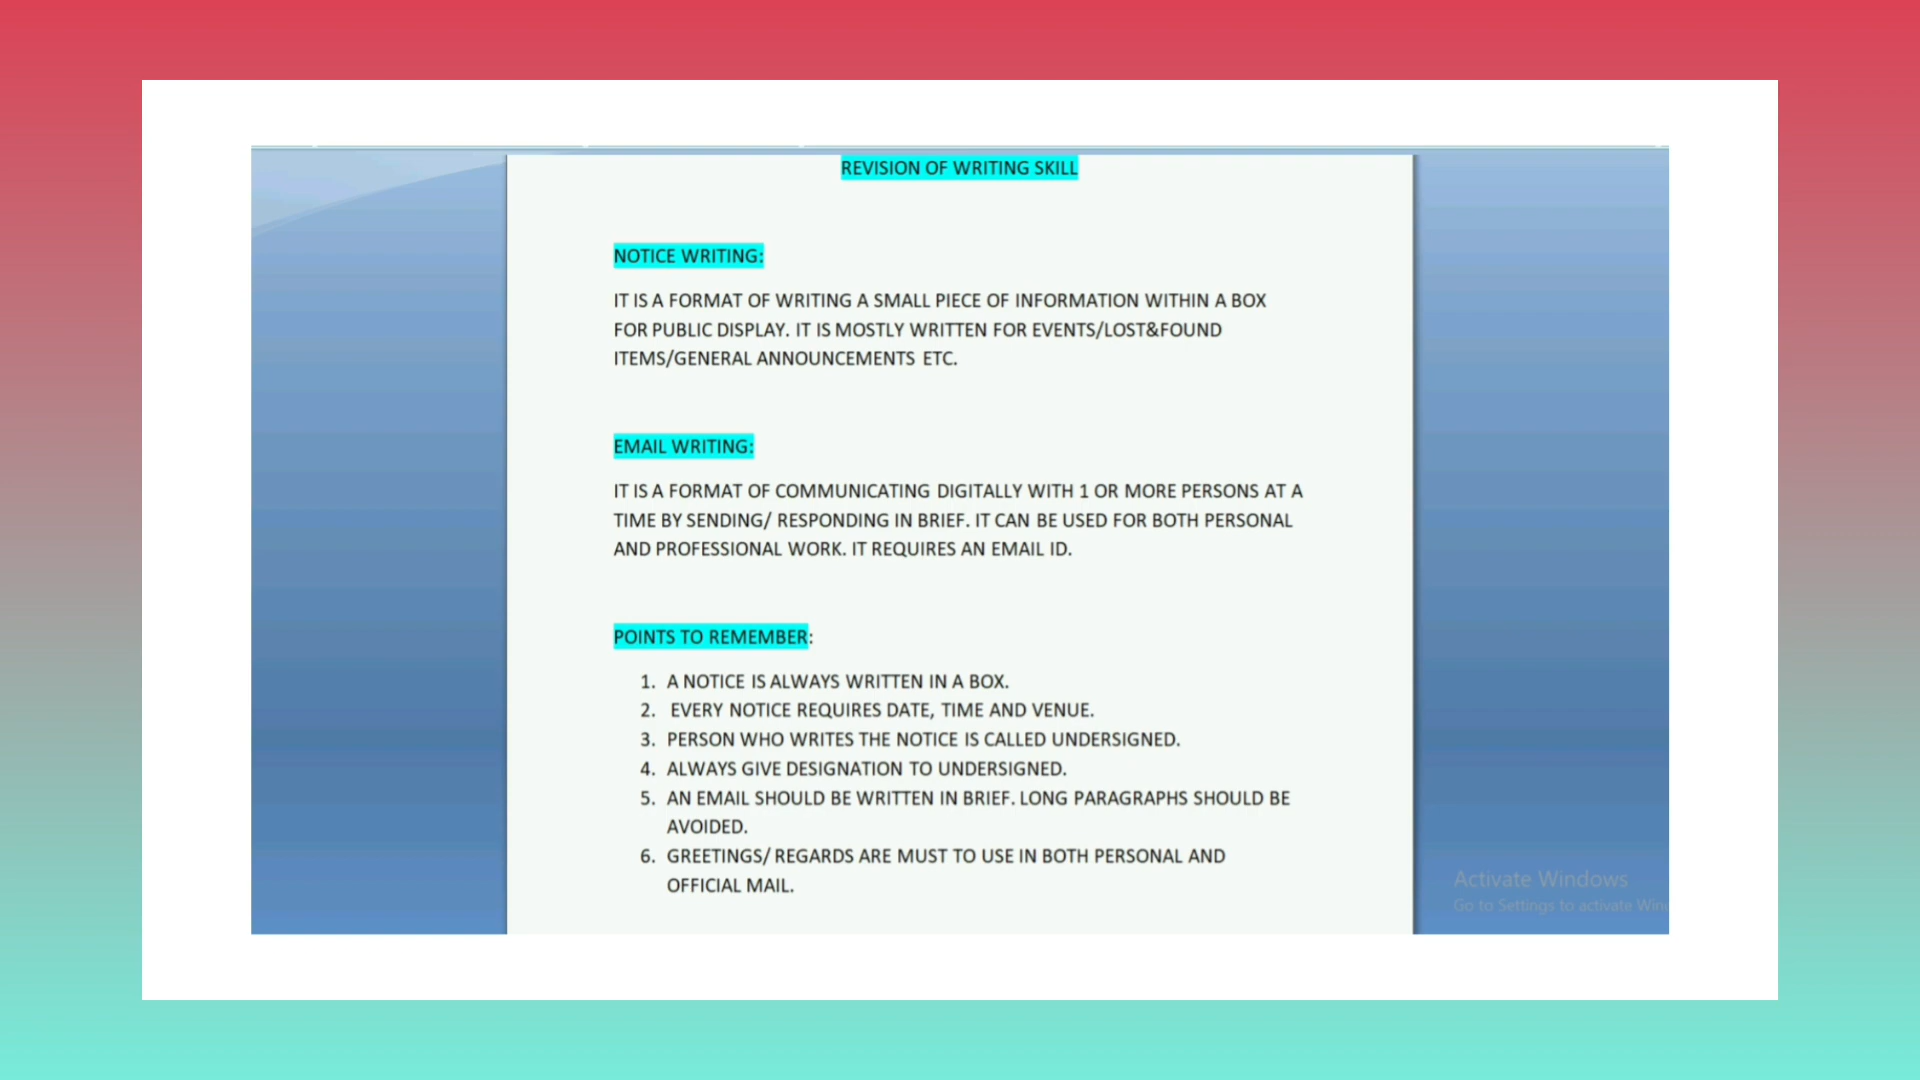 REVISION OF WRITING SKILL
NOTICE WRITING:
IT IS A FORMAT OF WRITING A SMALL PIECE OF INFORMATION WITHIN A BOX
FOR PUBLIC DISPLAY. IT IS MOSTLY WRITTEN FOR EVENTS/LOST&FOUND
ITEMS/GENERAL ANNOUNCEMENTS ETC.
EMAIL WRITING:
IT IS A FORMAT OF COMMUNICATING DIGITALLY WITH 1 OR MORE PERSONS AT A
TIME BY SENDING/ RESPONDING IN BRIEF. IT CAN BE USED FOR BOTH PERSONAL
AND PROFESSIONAL WORK. IT REQUIRES AN EMAIL ID.
POINTS TO REMEMBER:
1. A NOTICE IS ALWAYS WRITTEN IN A BOX.
2. EVERY NOTICE REQUIRES DATE, TIME AND VENUE.
3. PERSON WHO WRITES THE NOTICE IS CALLED UNDERSIGNED.
4. ALWAYS GIVE DESIGNATION TO UNDERSIGNED.
5. AN EMAIL SHOULD BE WRITTEN IN BRIEF. LONG PARAGRAPHS SHOULD BE
AVOIDED.
6. GREETINGS/ REGARDS ARE MUST TO USE IN BOTH PERSONAL AND
OFFICIAL MAIL.
Activate Windows
Go to Settings to activate Win